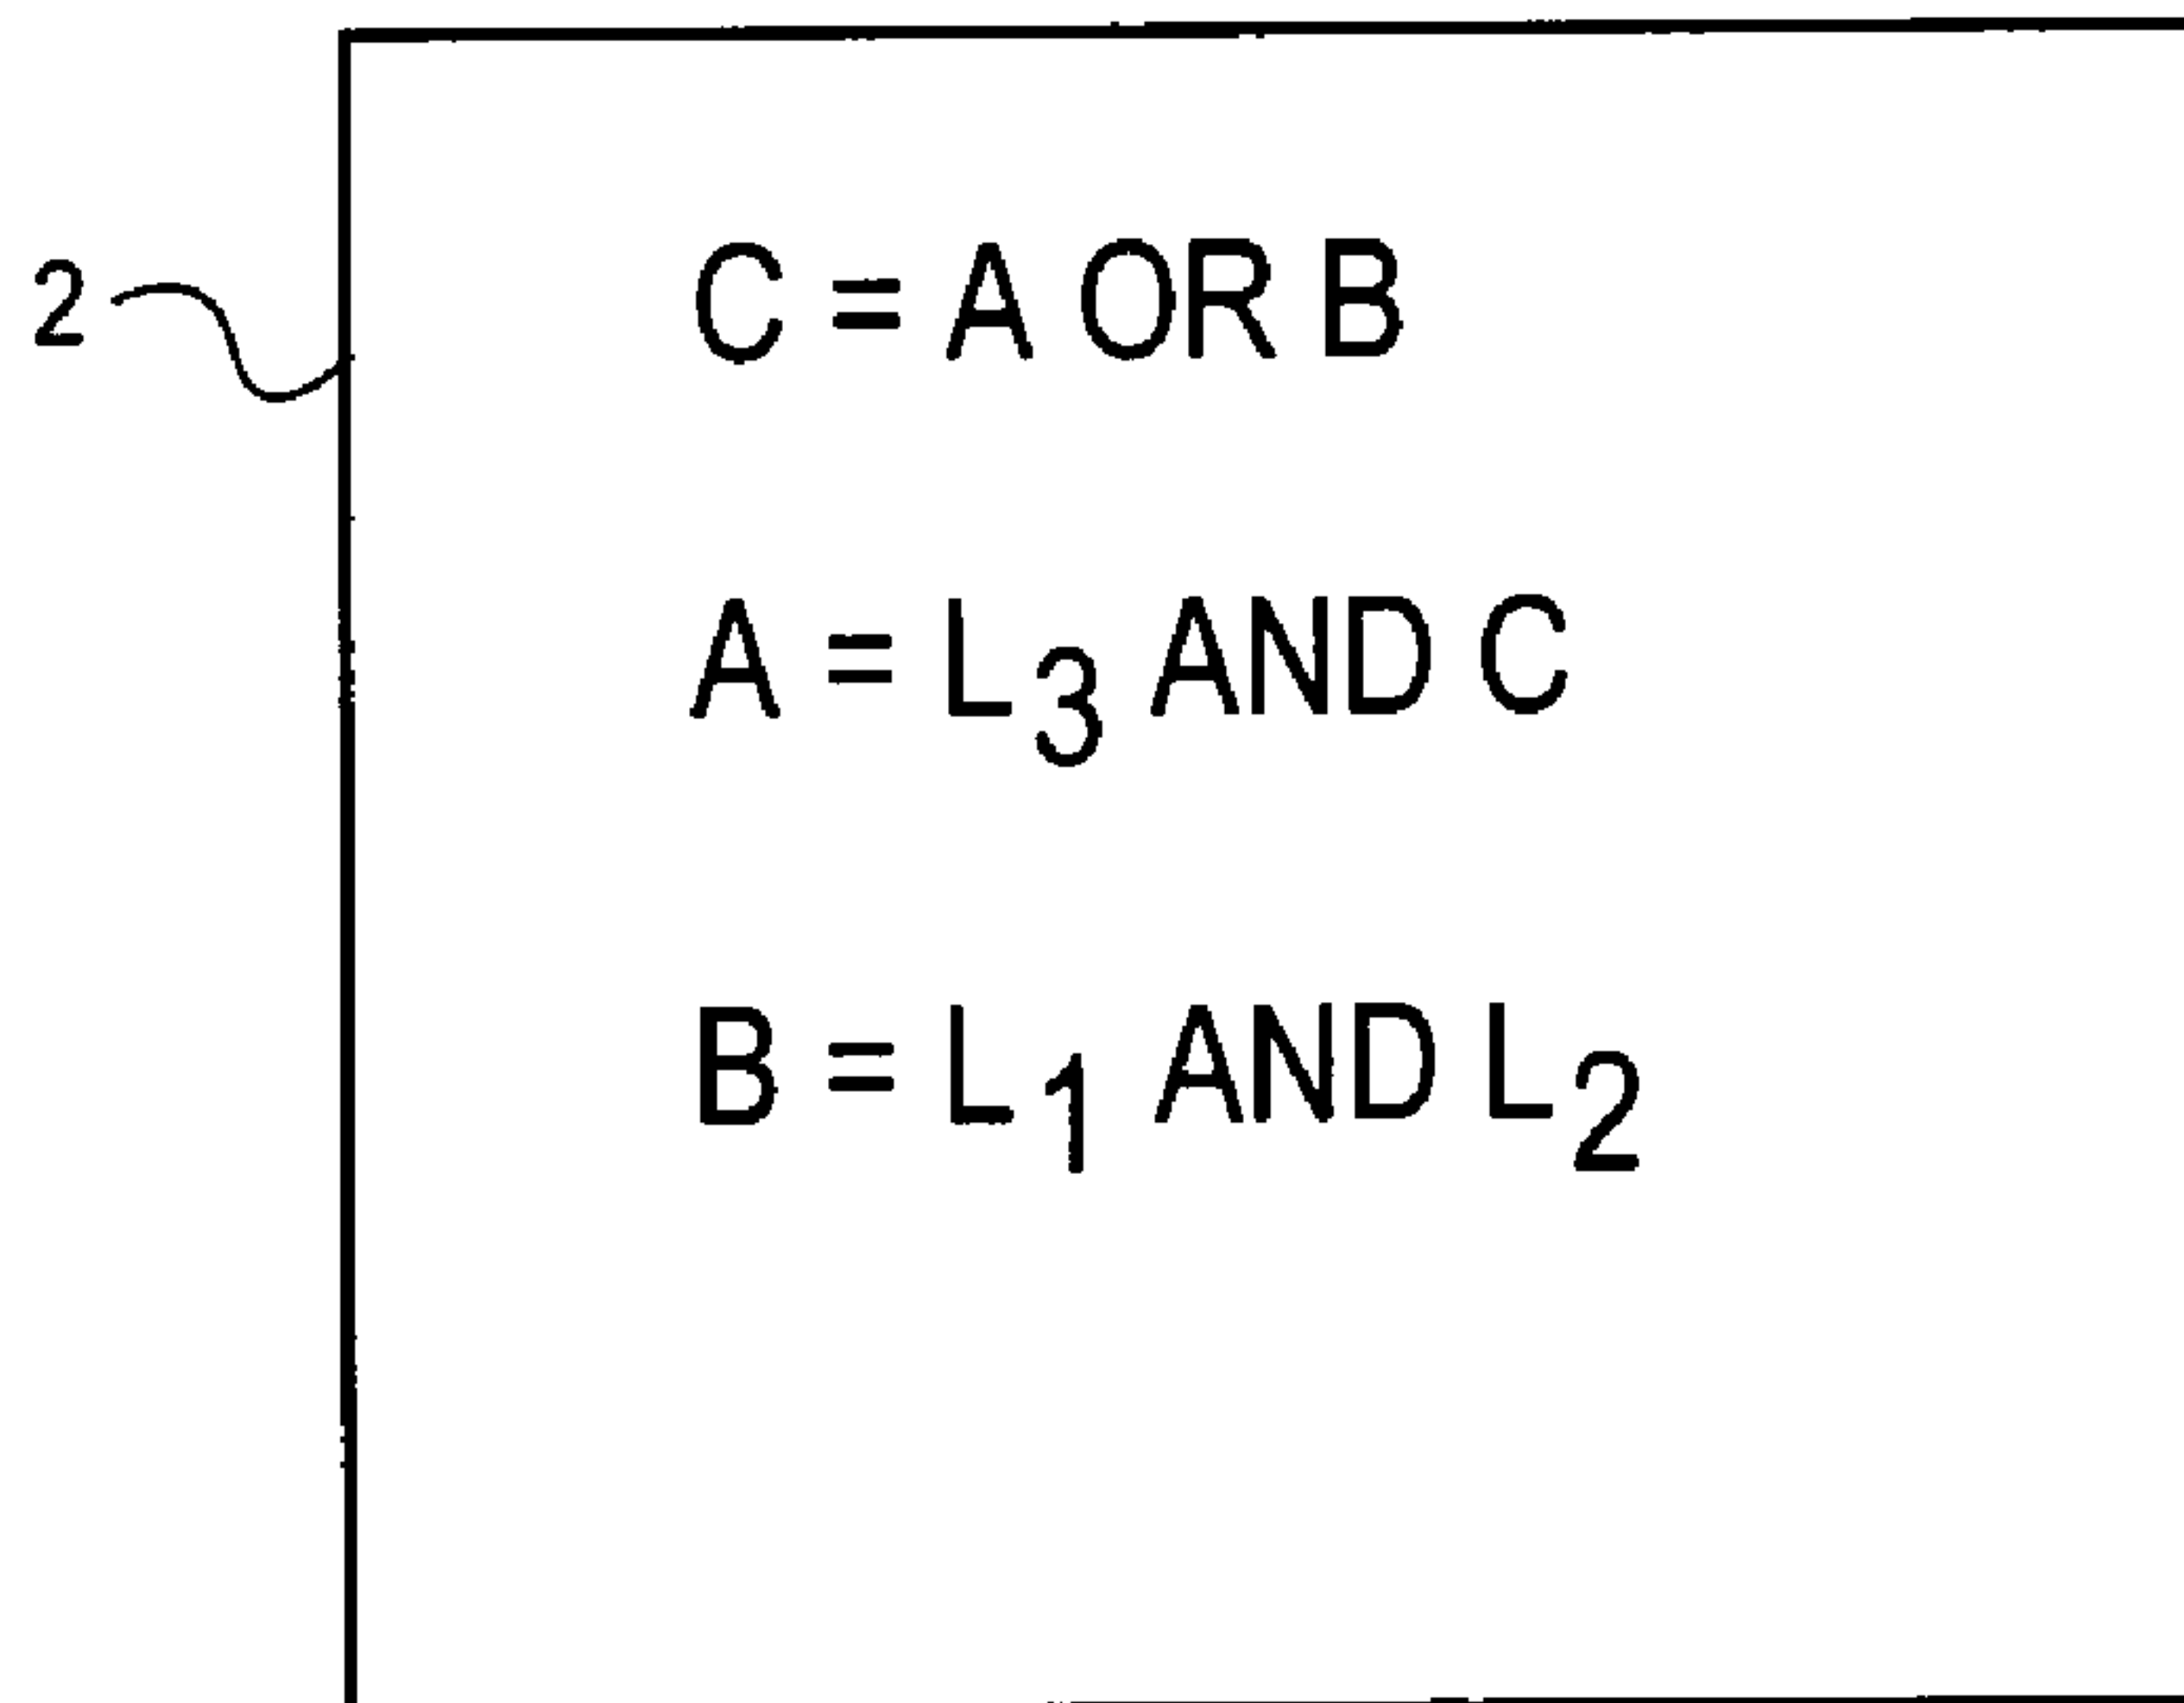 2
C = A OR B
A = L₃ AND C
B = L₁ AND L₂